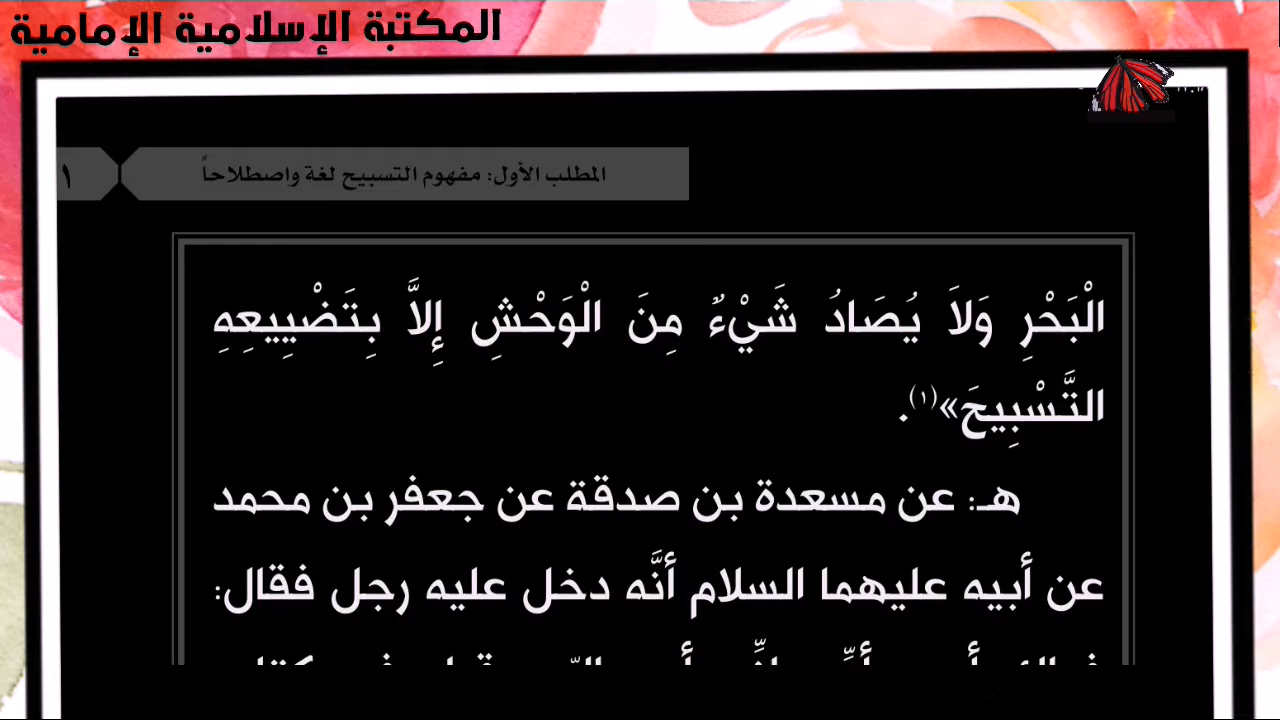 المكتبة الإسلامية الإمامية
المطلب الأول: مفهوم التسبيح لغة واصطلاحاً
١
الْبَحْرِ وَلاَ يُصَادُ شَيْءٌ مِنَ الْوَحْشِ إِلاَّ بِتَضْيِيعِهِ
التَّسْبِيحَ»(١).
هـ: عن مسعدة بن صدقة عن جعفر بن محمد
عن أبيه عليهما السلام أنَّه دخل عليه رجل فقال: